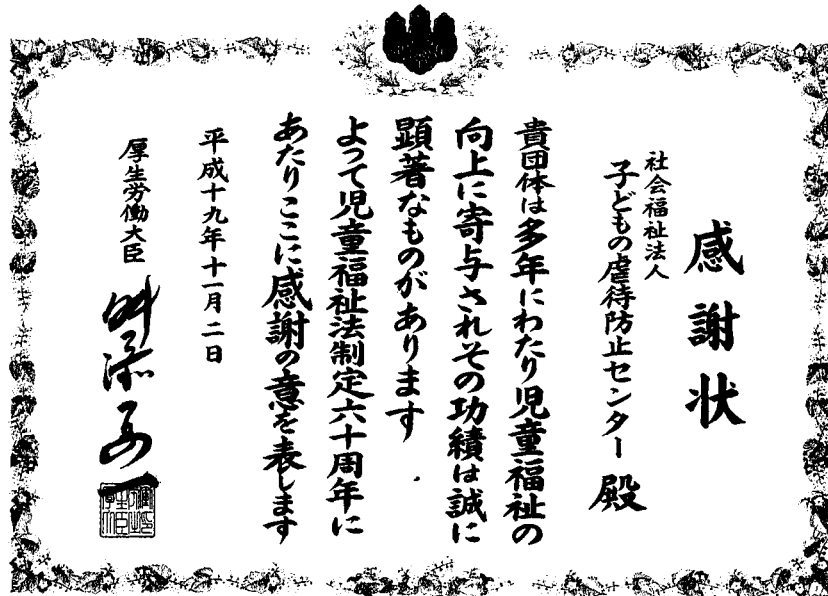 感謝状
社会福祉法人
子どもの虐待防止センター 殿
貴団体は多年にわたり児童福祉の
向上に寄与されその功績は誠に
顕著なものがあります
よって児童福祉法制定六十周年に
あたりここに感謝の意を表します
平成十九年十一月二日
厚生労働大臣 舛添要一